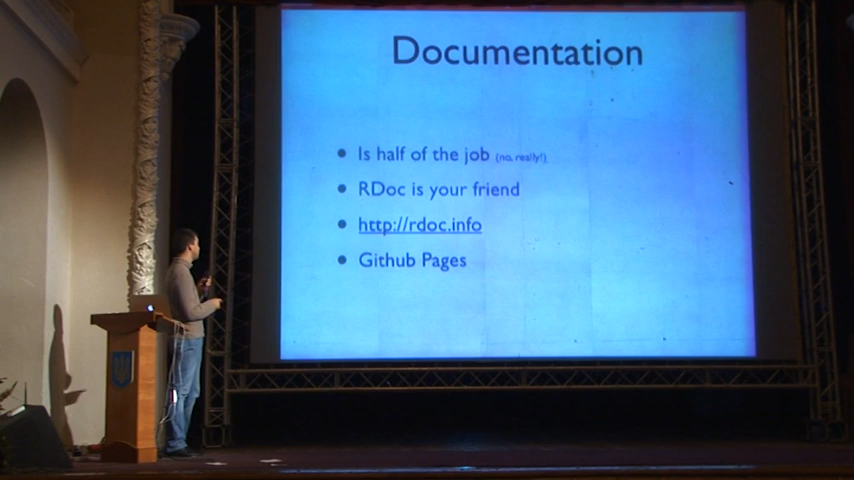 Documentation
Is half of the job (no, really!)
RDoc is your friend
http://rdoc.info
Github Pages